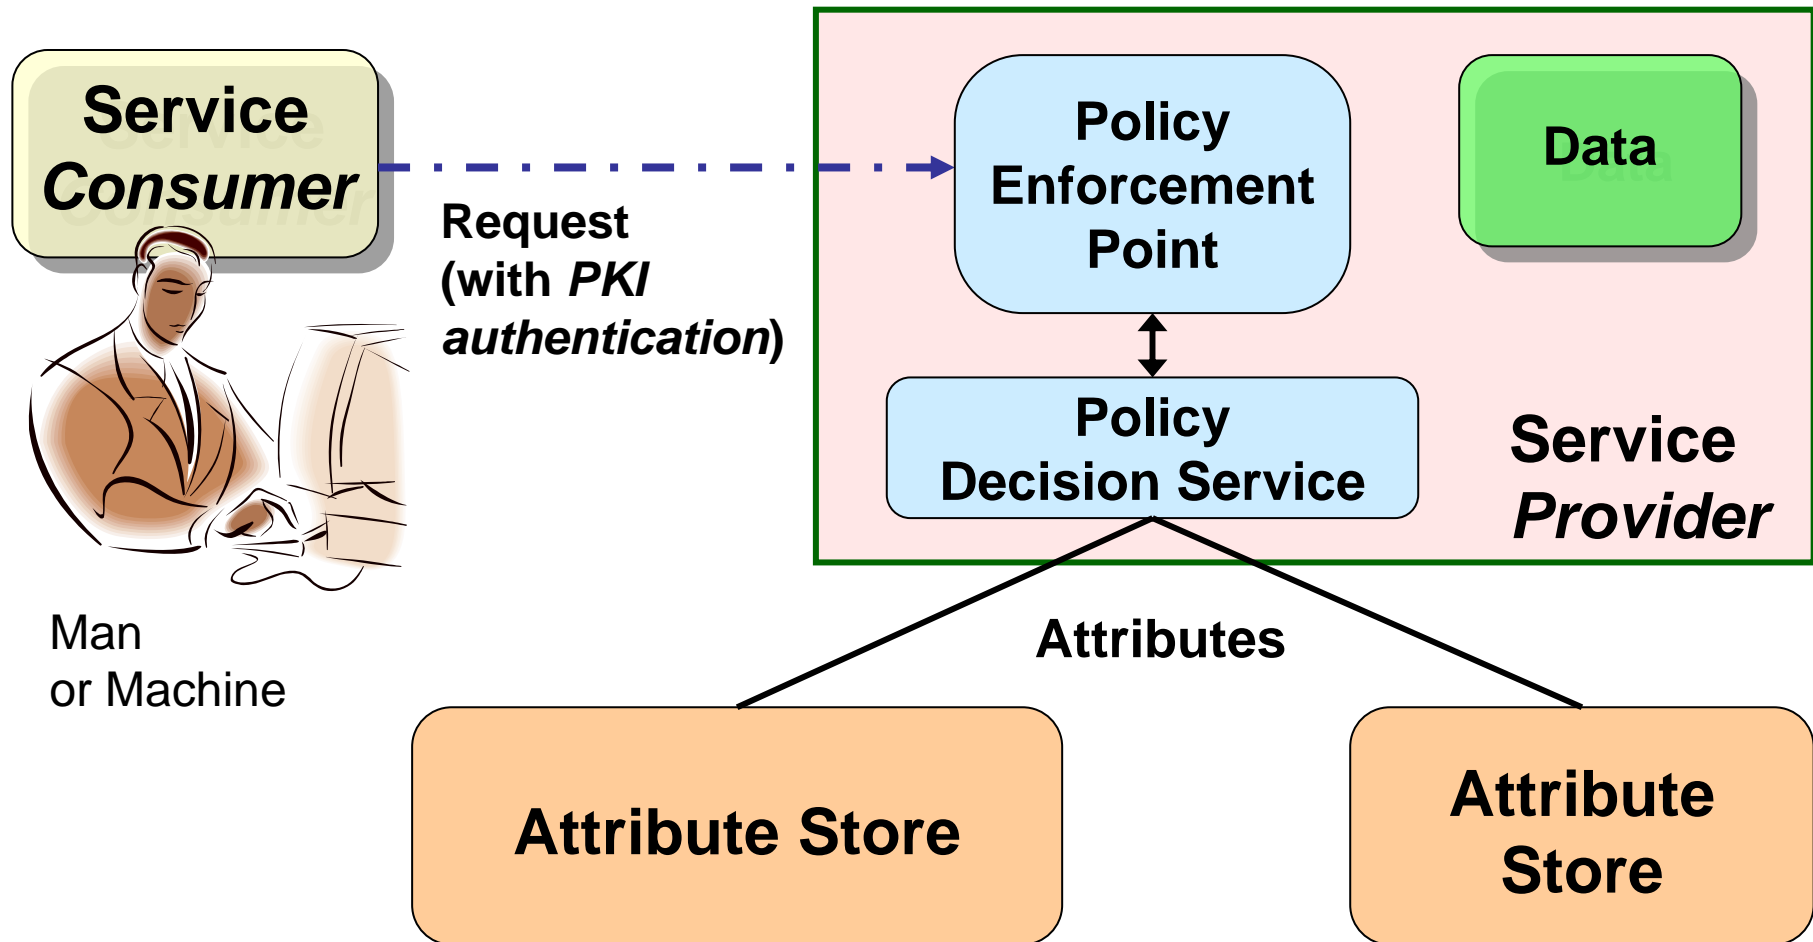 Service
Consumer
Request
(with PKI
authentication)
Man
or Machine
Policy
Enforcement
Point
Data
Policy
Decision Service
Service
Provider
Attributes
Attribute Store
Attribute
Store